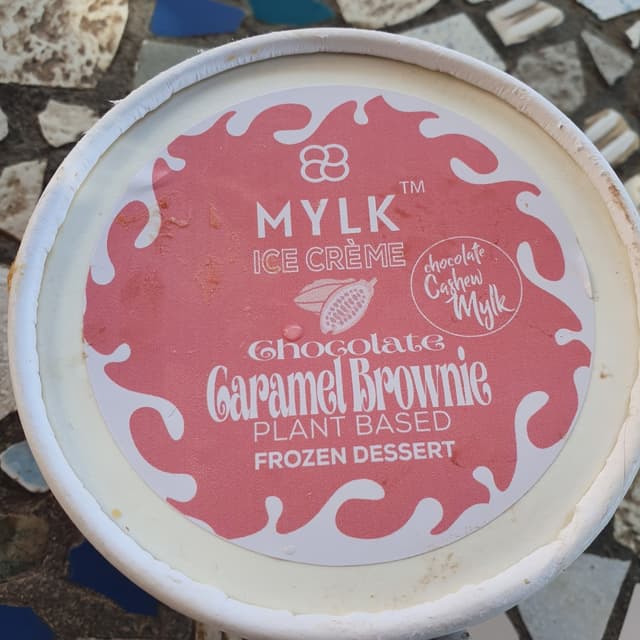 MYLK™
ICE CRÈME
chocolate
Cashew
Mylk
Chocolate
Caramel Brownie
PLANT BASED
FROZEN DESSERT